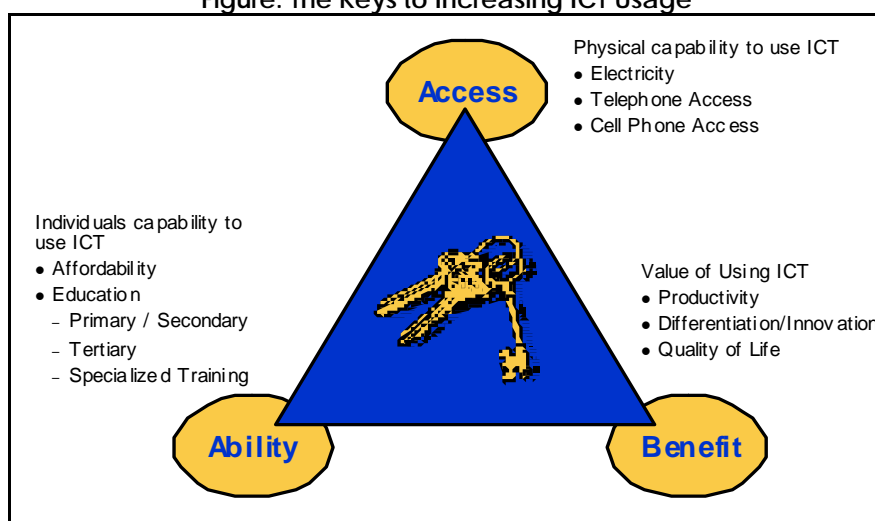 Figure: The Keys to Increasing ICT Usage
Access
Physical capability to use ICT
● Electricity
● Telephone Access
● Cell Phone Access
Individuals capability to
use ICT
● Affordability
● Education
– Primary / Secondary
– Tertiary
– Specialized Training
Value of Using ICT
● Productivity
● Differentiation/Innovation
● Quality of Life
Ability
Benefit